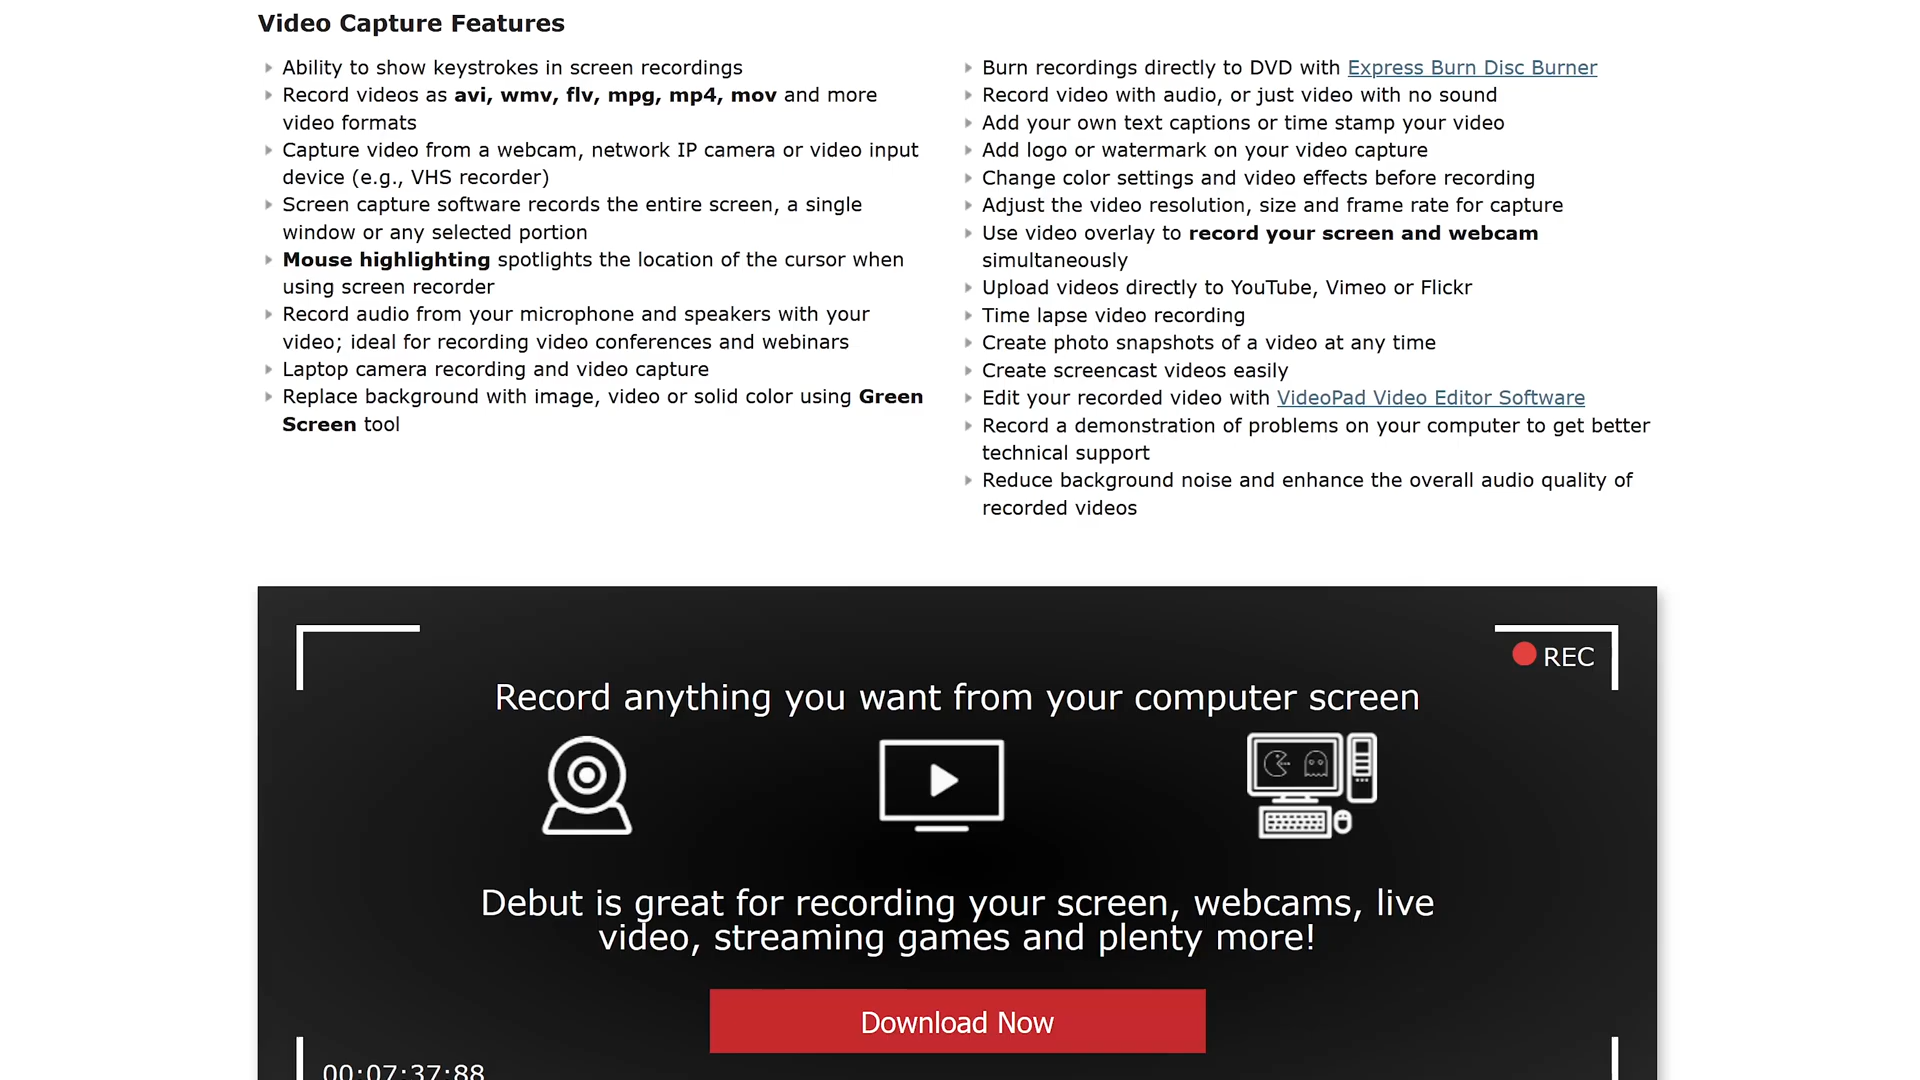 Video Capture Features
Ability to show keystrokes in screen recordings
Record videos as avi, wmv, flv, mpg, mp4, mov and more
video formats
Capture video from a webcam, network IP camera or video input
device (e.g., VHS recorder)
Screen capture software records the entire screen, a single
window or any selected portion
Mouse highlighting spotlights the location of the cursor when
using screen recorder
Record audio from your microphone and speakers with your
video; ideal for recording video conferences and webinars
Laptop camera recording and video capture
Replace background with image, video or solid color using Green
Screen tool
Burn recordings directly to DVD with Express Burn Disc Burner
Record video with audio, or just video with no sound
Add your own text captions or time stamp your video
Add logo or watermark on your video capture
Change color settings and video effects before recording
Adjust the video resolution, size and frame rate for capture
Use video overlay to record your screen and webcam
simultaneously
Upload videos directly to YouTube, Vimeo or Flickr
Time lapse video recording
Create photo snapshots of a video at any time
Create screencast videos easily
Edit your recorded video with VideoPad Video Editor Software
Record a demonstration of problems on your computer to get better
technical support
Reduce background noise and enhance the overall audio quality of
recorded videos
REC
Record anything you want from your computer screen
Debut is great for recording your screen, webcams, live
video, streaming games and plenty more!
Download Now
00:07:37:88